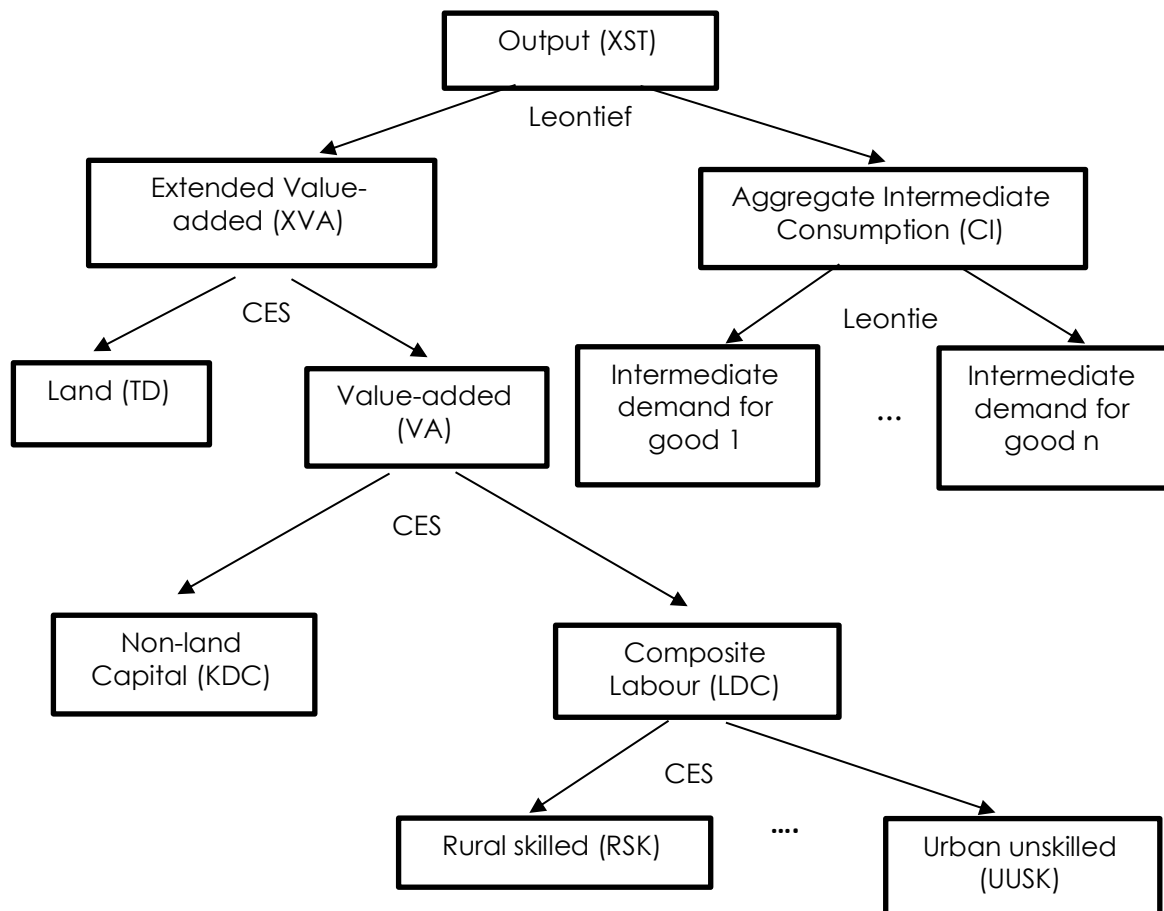 Output (XST)
Leontief
Extended Value-
added (XVA)
Aggregate Intermediate
Consumption (CI)
CES
Leontie
Land (TD)
Value-added
(VA)
Intermediate
demand for
good 1
...
Intermediate
demand for
good n
CES
Non-land
Capital (KDC)
Composite
Labour (LDC)
CES
Rural skilled (RSK)
....
Urban unskilled
(UUSK)